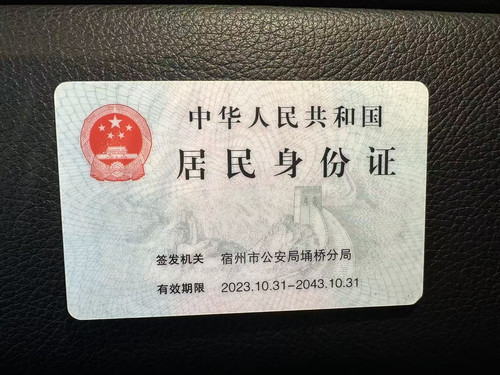 中华人民共和国
居民身份证
签发机关 宿州市公安局埇桥分局
有效期限 2023.10.31-2043.10.31